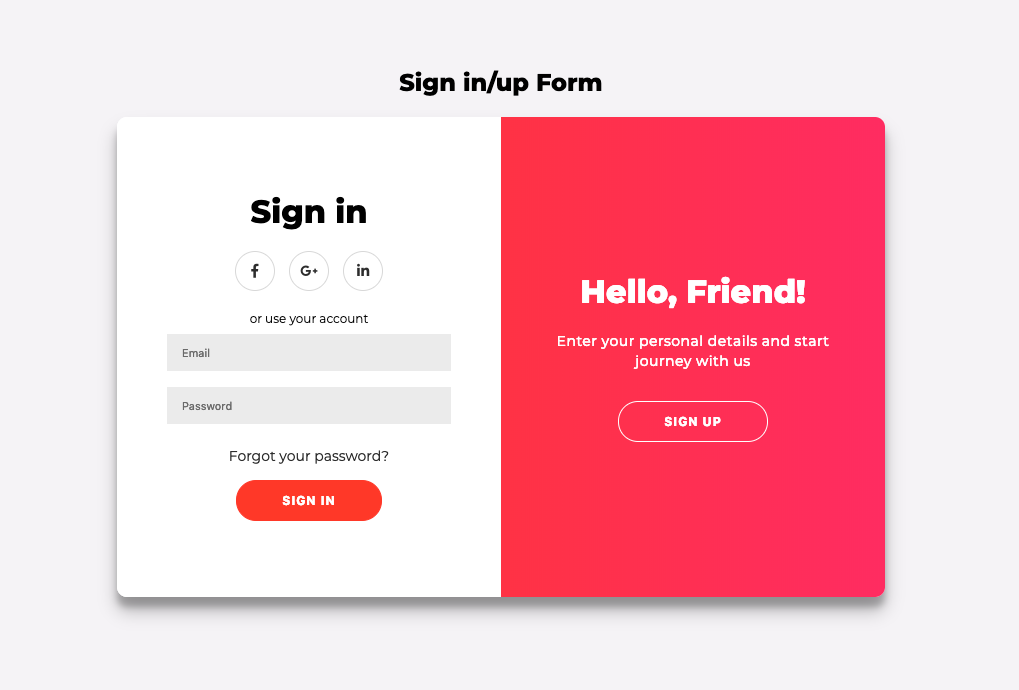 Sign in/up Form
Sign in
f
G+
in
or use your account
Email
Password
Forgot your password?
SIGN IN
Hello, Friend!
Enter your personal details and start
journey with us
SIGN UP